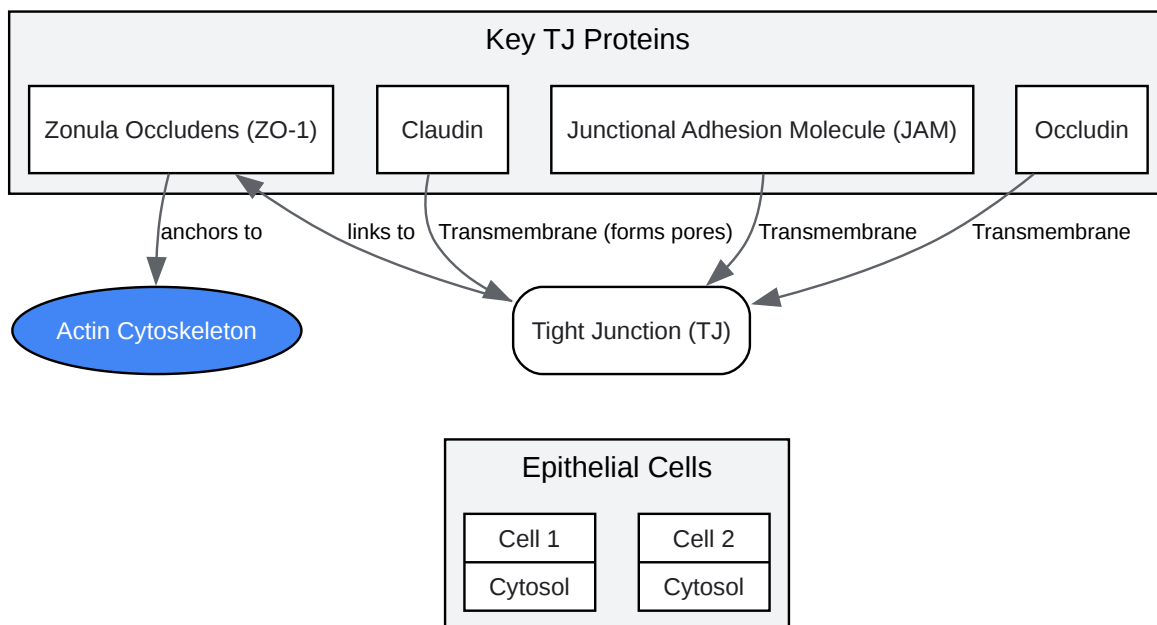 Key TJ Proteins
Zonula Occludens (ZO-1)
Claudin
Junctional Adhesion Molecule (JAM)
Occludin
anchors to
links to
Transmembrane (forms pores)
Transmembrane
Transmembrane
Actin Cytoskeleton
Tight Junction (TJ)
Epithelial Cells
Cell 1
Cell 2
Cytosol
Cytosol